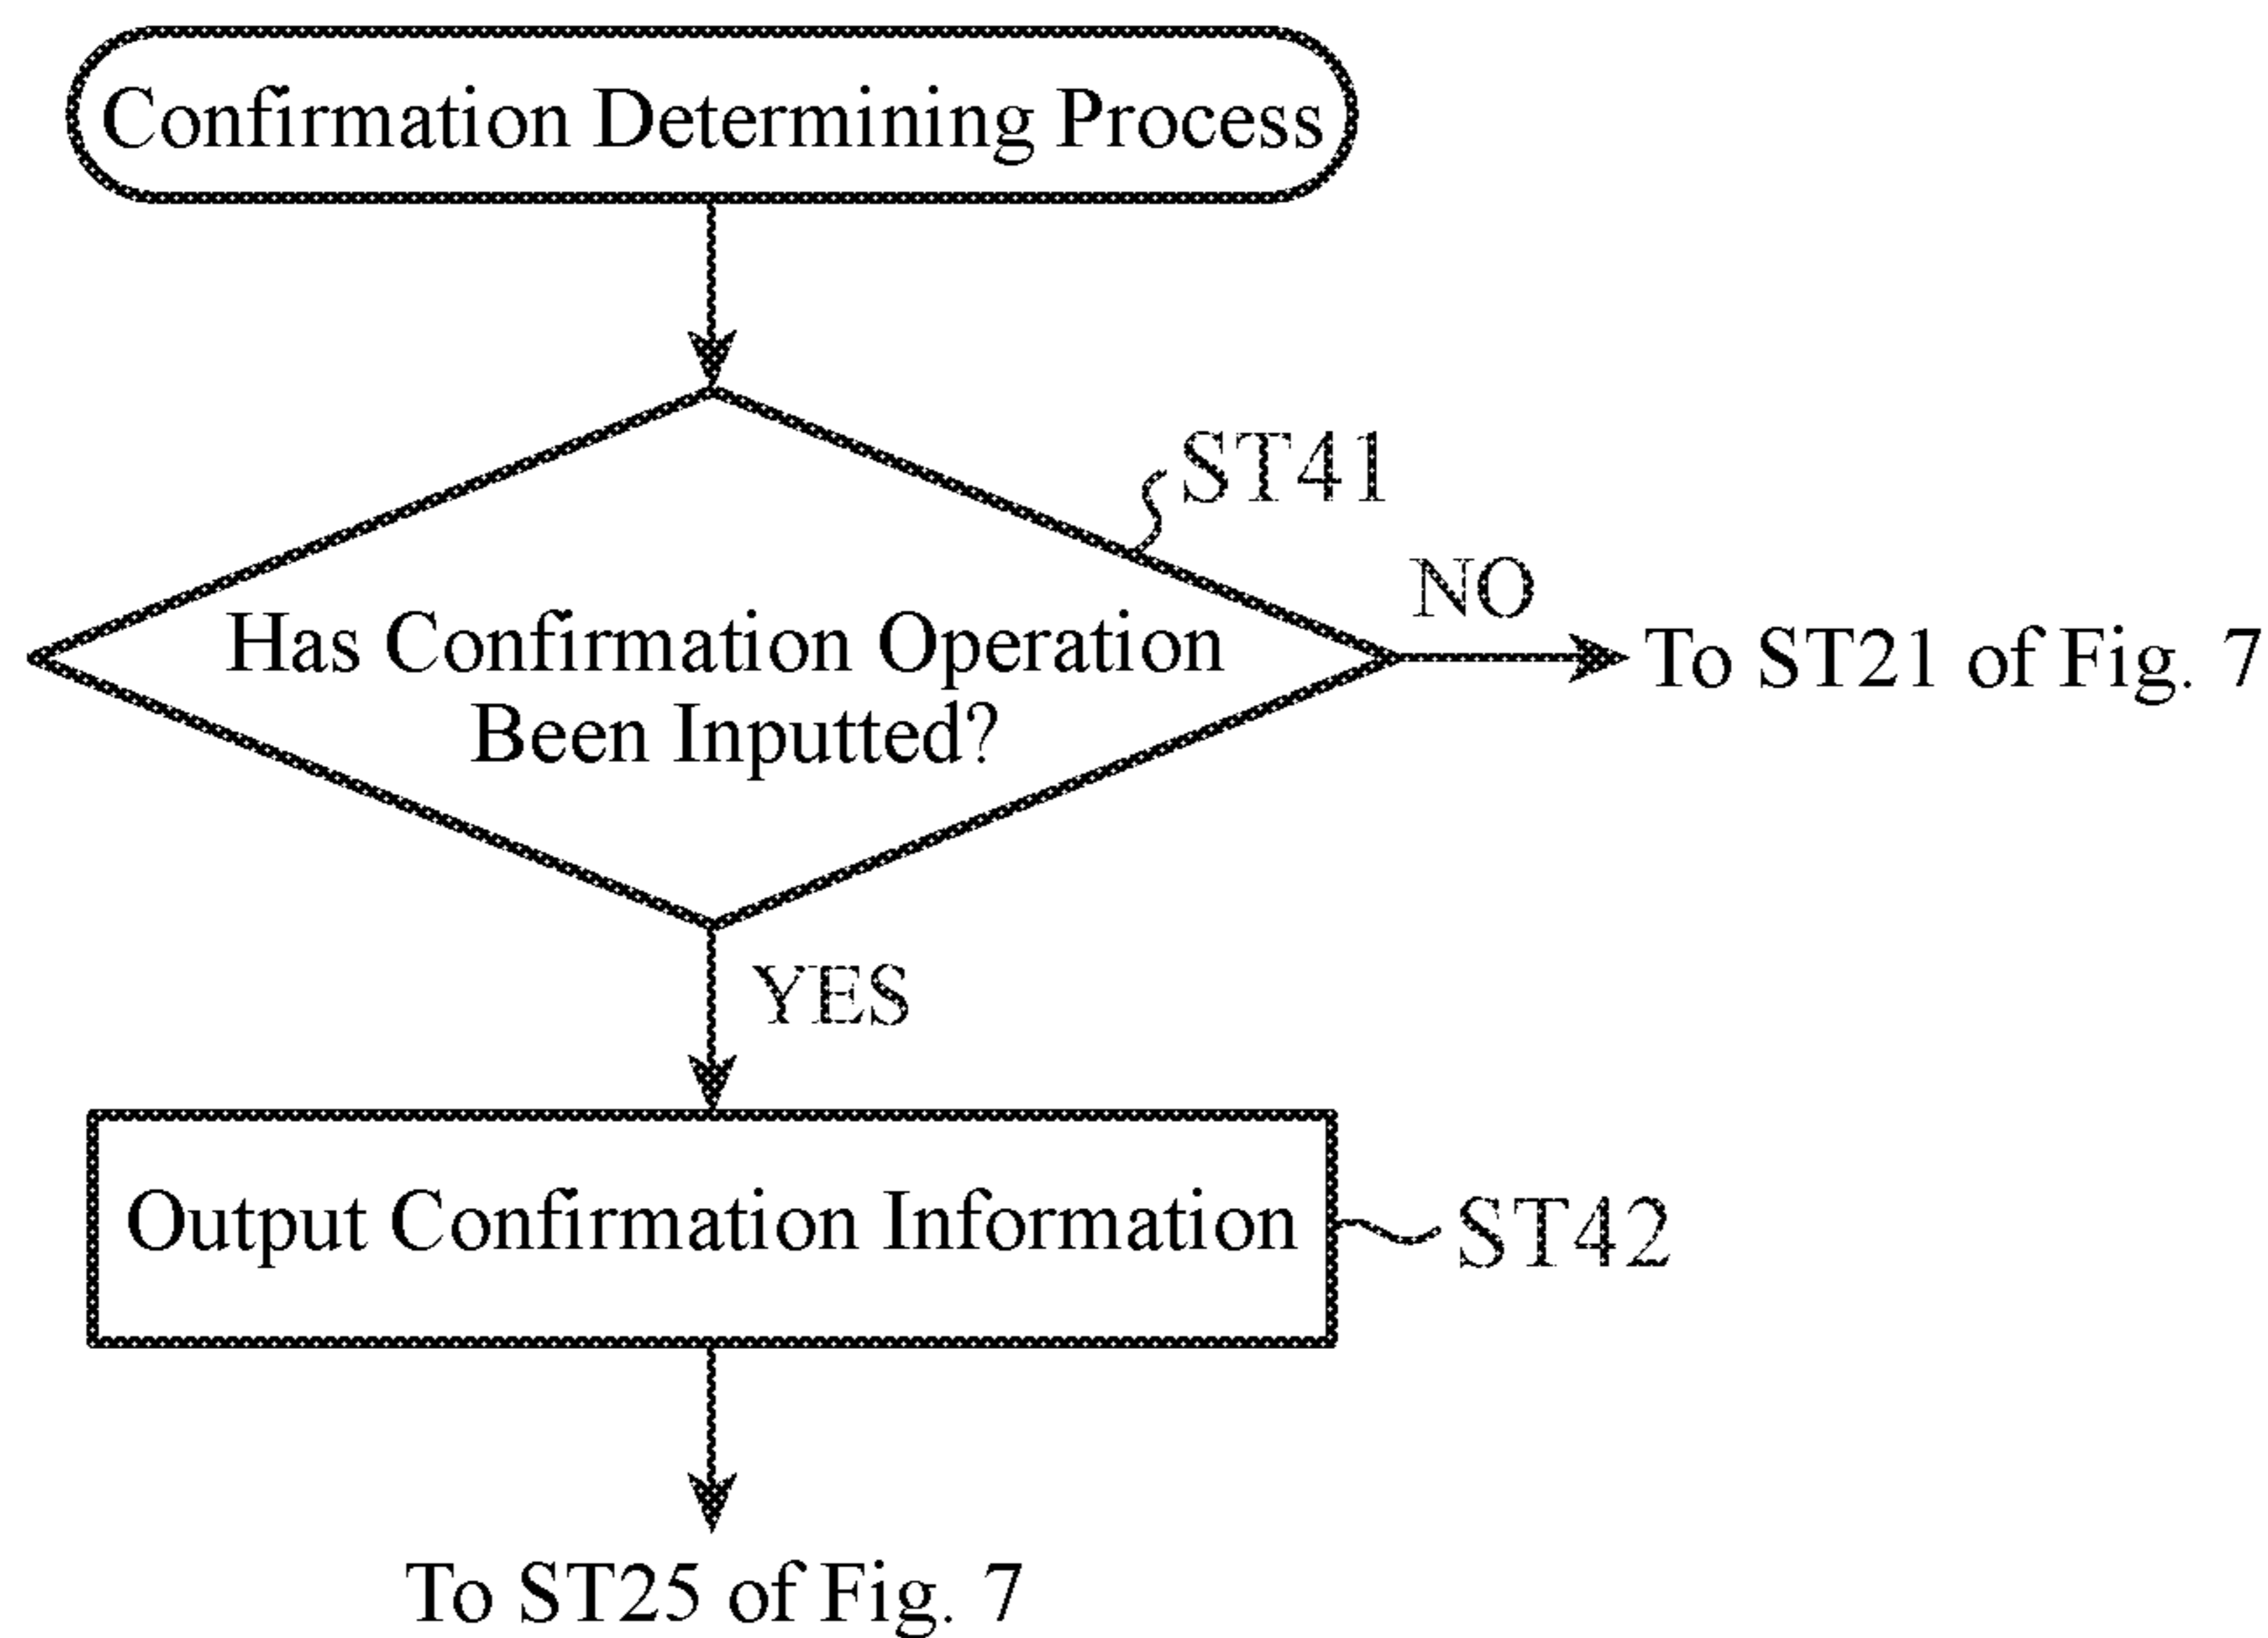 Confirmation Determining Process
ST41
Has Confirmation Operation
Been Inputted?
NO
To ST21 of Fig. 7
YES
Output Confirmation Information
ST42
To ST25 of Fig. 7